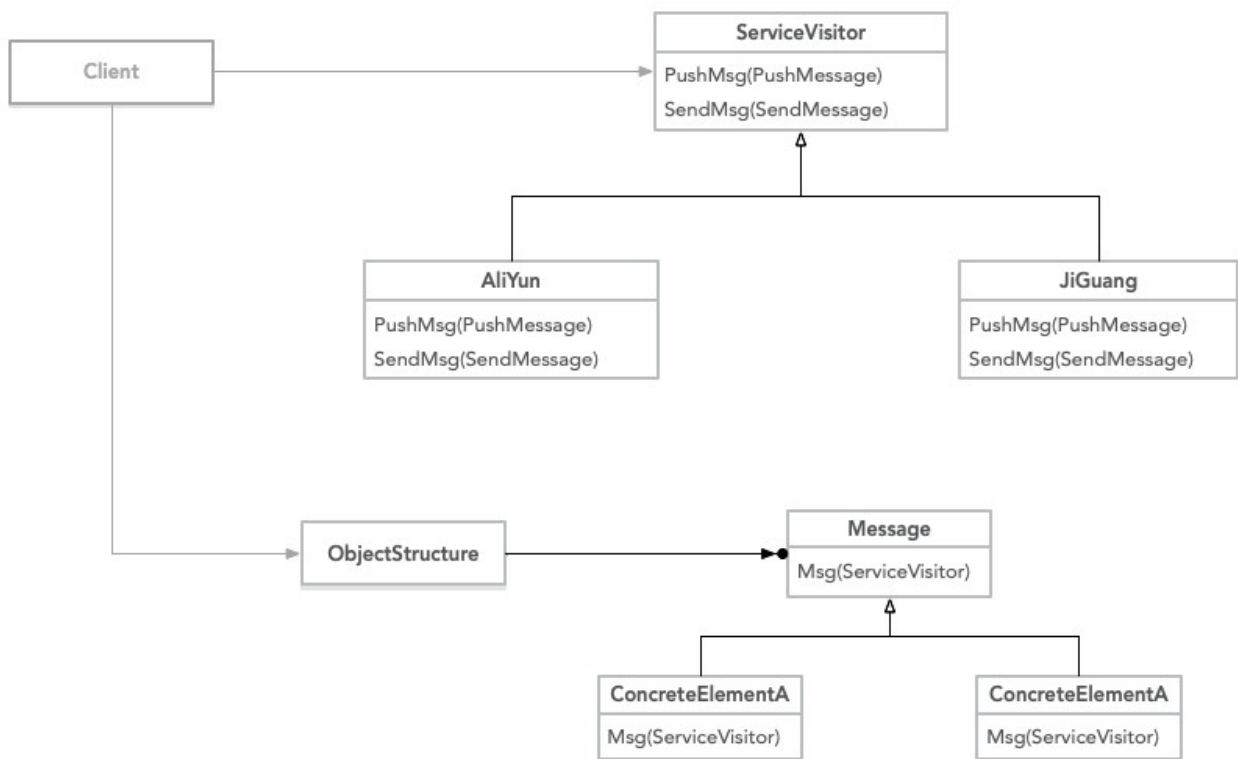 Client
ServiceVisitor
PushMsg(PushMessage)
SendMsg(SendMessage)
AliYun
PushMsg(PushMessage)
SendMsg(SendMessage)
JiGuang
PushMsg(PushMessage)
SendMsg(SendMessage)
ObjectStructure
Message
Msg(ServiceVisitor)
ConcreteElementA
Msg(ServiceVisitor)
ConcreteElementA
Msg(ServiceVisitor)